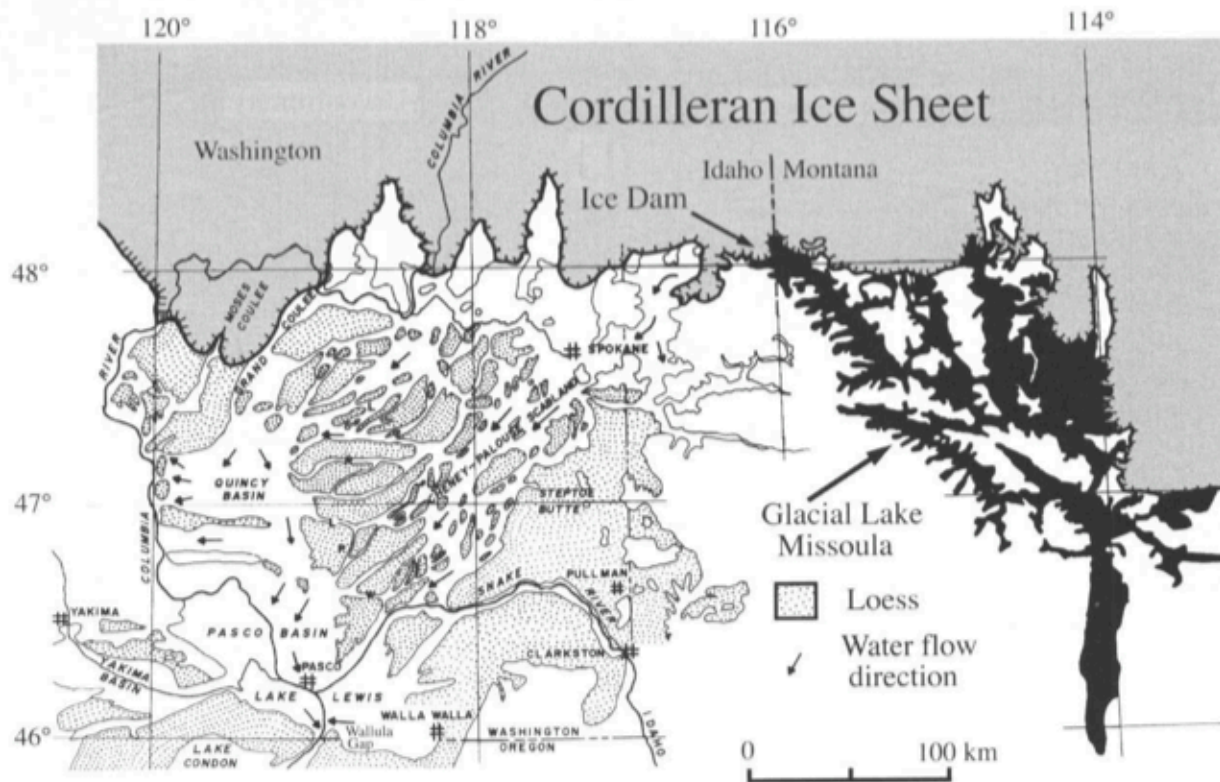 120°
118°
116°
114°
COLUMBIA RIVER
Cordilleran Ice Sheet
Washington
Idaho
Montana
Ice Dam
48°
MOSES
COULEE
GRAND COULEE
RIVER
SPOKANE
CHENEY-PALOUSE SCABLAND
47°
QUINCY
BASIN
STEPTOE
BUTTE
Glacial Lake
Missoula
COLUMBIA
PULLMAN
SNAKE RIVER
Loess
YAKIMA
PASCO BASIN
CLARKSTON
Water flow
direction
YAKIMA
BASIN
PASCO
LAKE LEWIS
WALLA WALLA
46°
Wallula
Gap
WASHINGTON
OREGON
IDAHO
LAKE
CONDON
0
100 km